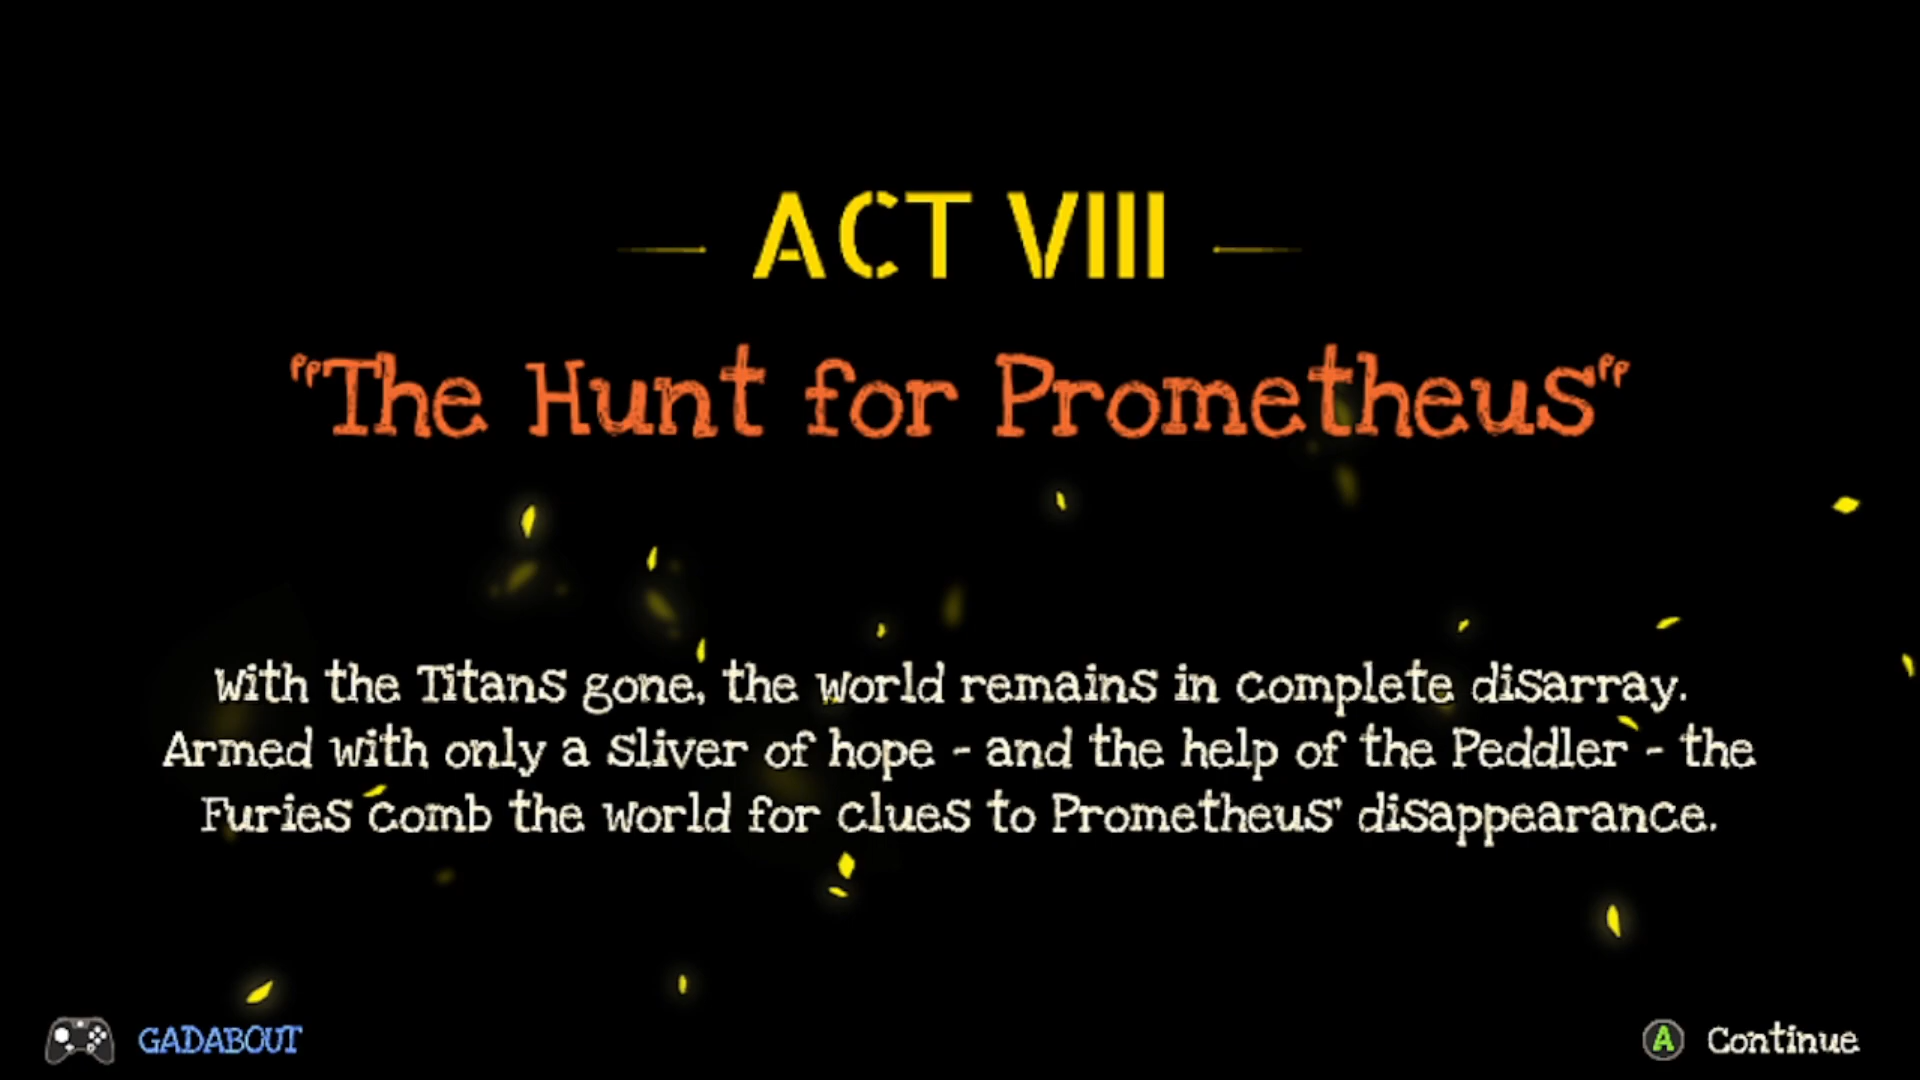 ACT VIII
"The Hunt for Prometheus"
With the Titans gone, the world remains in complete disarray.
Armed with only a sliver of hope - and the help of the Peddler - the
Furies comb the world for clues to Prometheus' disappearance.
GADABOUT
A Continue